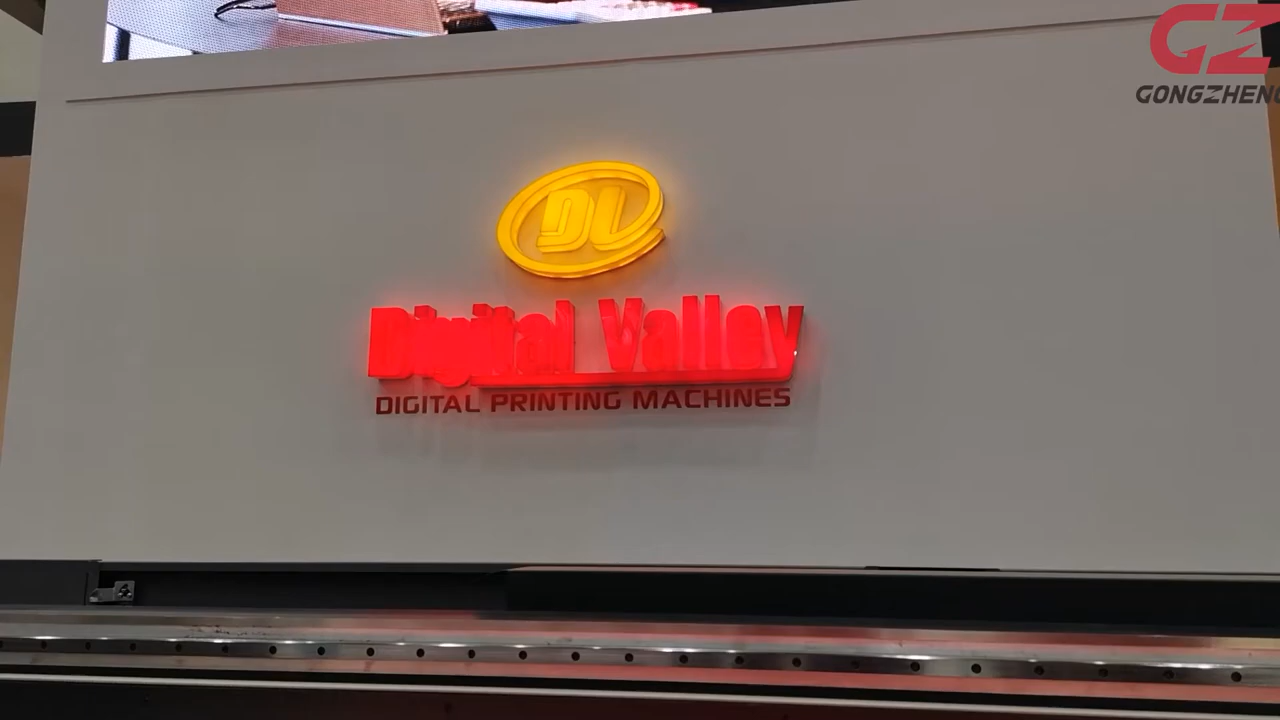 GZ
GONGZHENG
DL
Digital Valley
DIGITAL PRINTING MACHINES